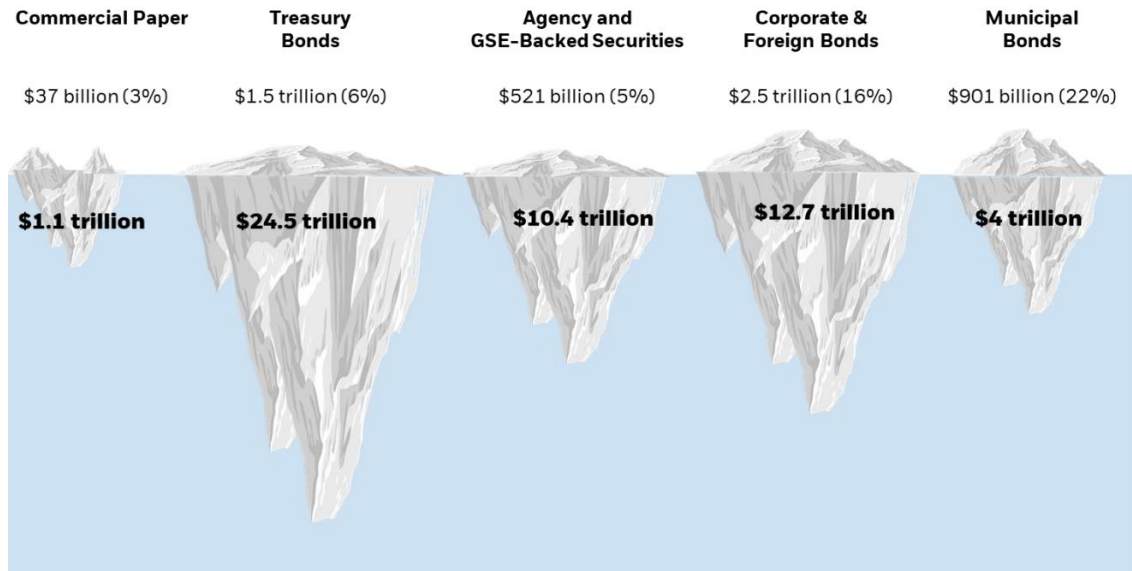 Commercial Paper
Treasury
Bonds
Agency and
GSE-Backed Securities
Corporate &
Foreign Bonds
Municipal
Bonds
$37 billion (3%)
$1.5 trillion (6%)
$521 billion (5%)
$2.5 trillion (16%)
$901 billion (22%)
$1.1 trillion
$24.5 trillion
$10.4 trillion
$12.7 trillion
$4 trillion